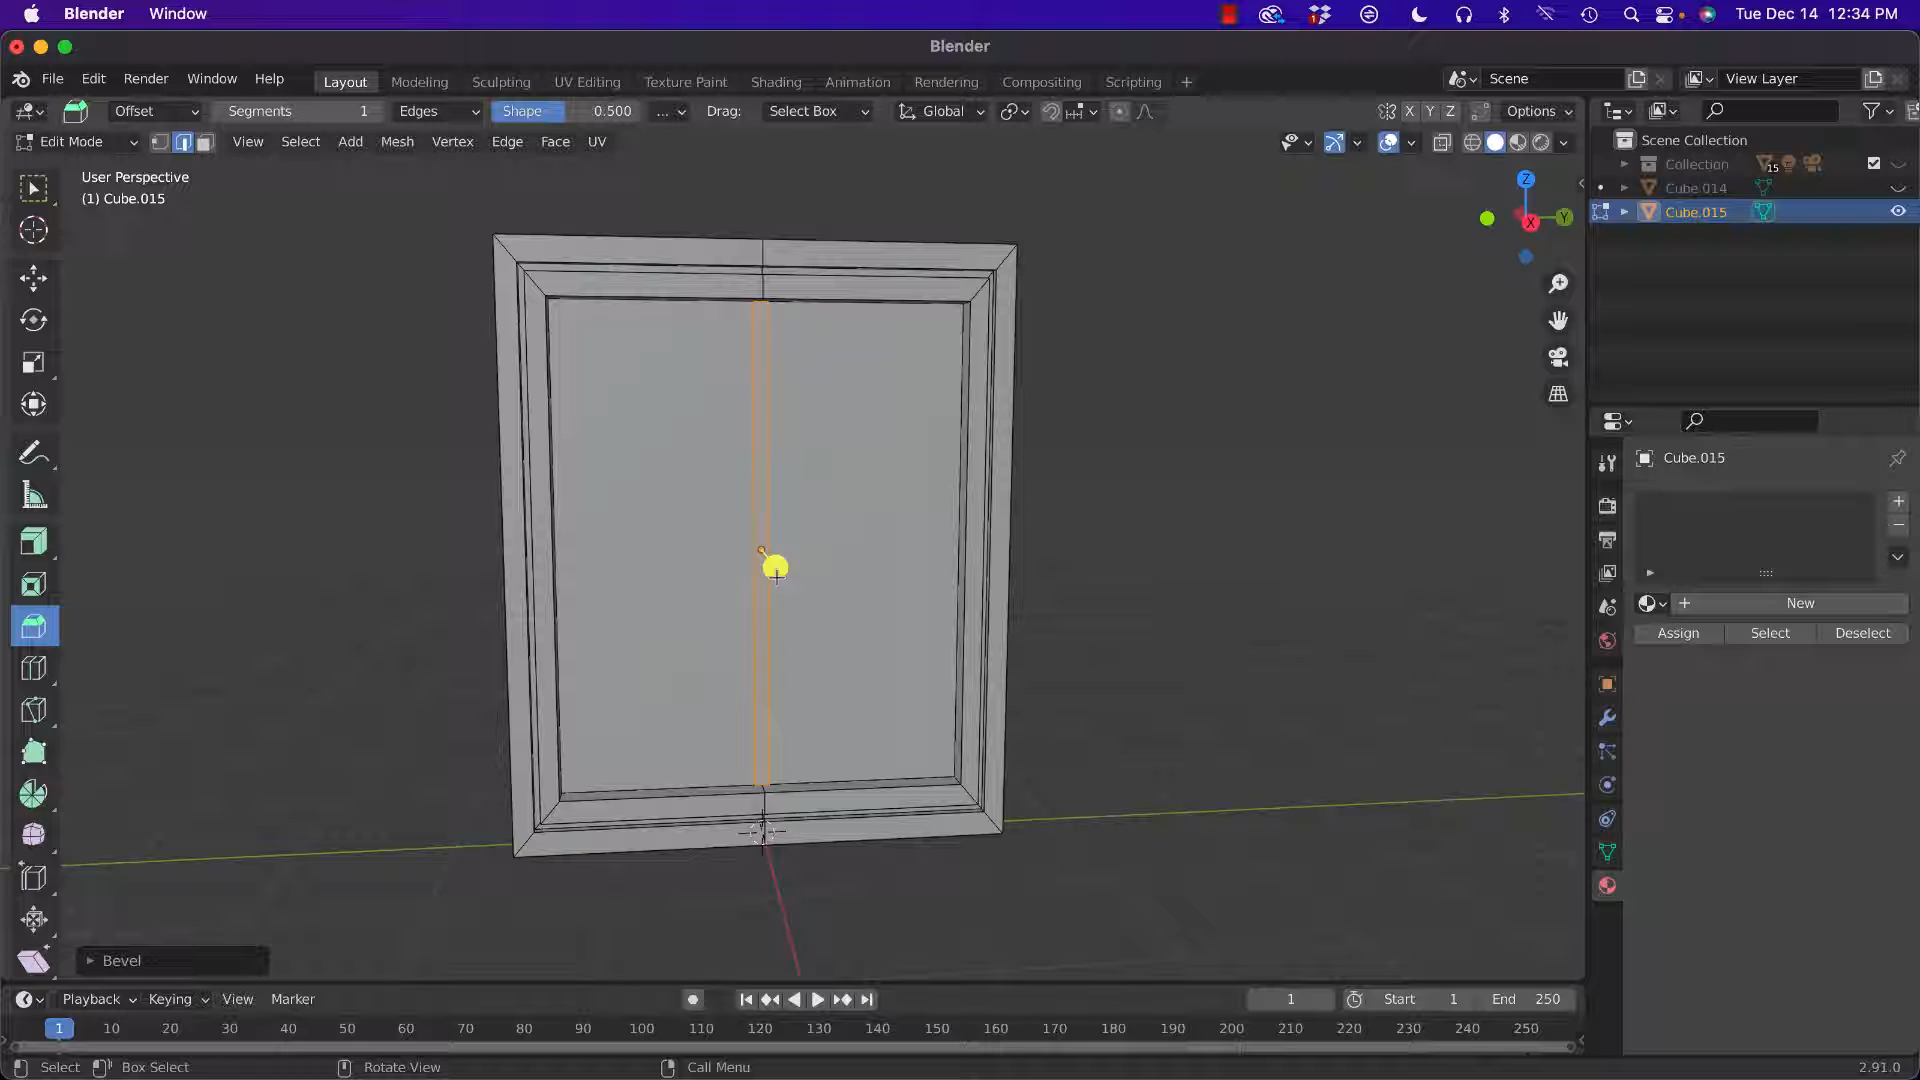 Blender Window Tue Dec 14 12:34 PM
Blender
File Edit Render Window Help Layout Modeling Sculpting UV Editing Texture Paint Shading Animation Rendering Compositing Scripting + Scene View Layer
Offset Segments 1 Edges Shape 0.500 ... Drag: Select Box Global X Y Z Options
Edit Mode View Select Add Mesh Vertex Edge Face UV
Scene Collection
Collection 15
Cube.014
Cube.015
User Perspective
(1) Cube.015
Z
X
Y
Cube.015
New
Assign Select Deselect
Bevel
Playback Keying View Marker 1 Start 1 End 250
1 10 20 30 40 50 60 70 80 90 100 110 120 130 140 150 160 170 180 190 200 210 220 230 240 250
Select Box Select Rotate View Call Menu 2.91.0